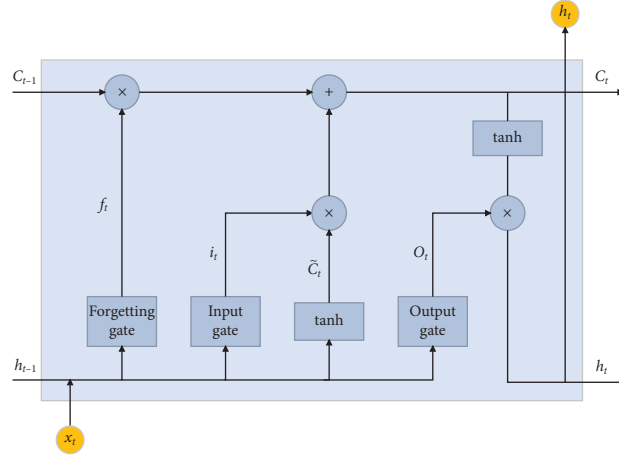 h_t
C_{t-1}
×
+
C_t
tanh
f_t
i_t
×
C̃_t
O_t
×
Forgetting
gate
Input
gate
tanh
Output
gate
h_{t-1}
h_t
x_t